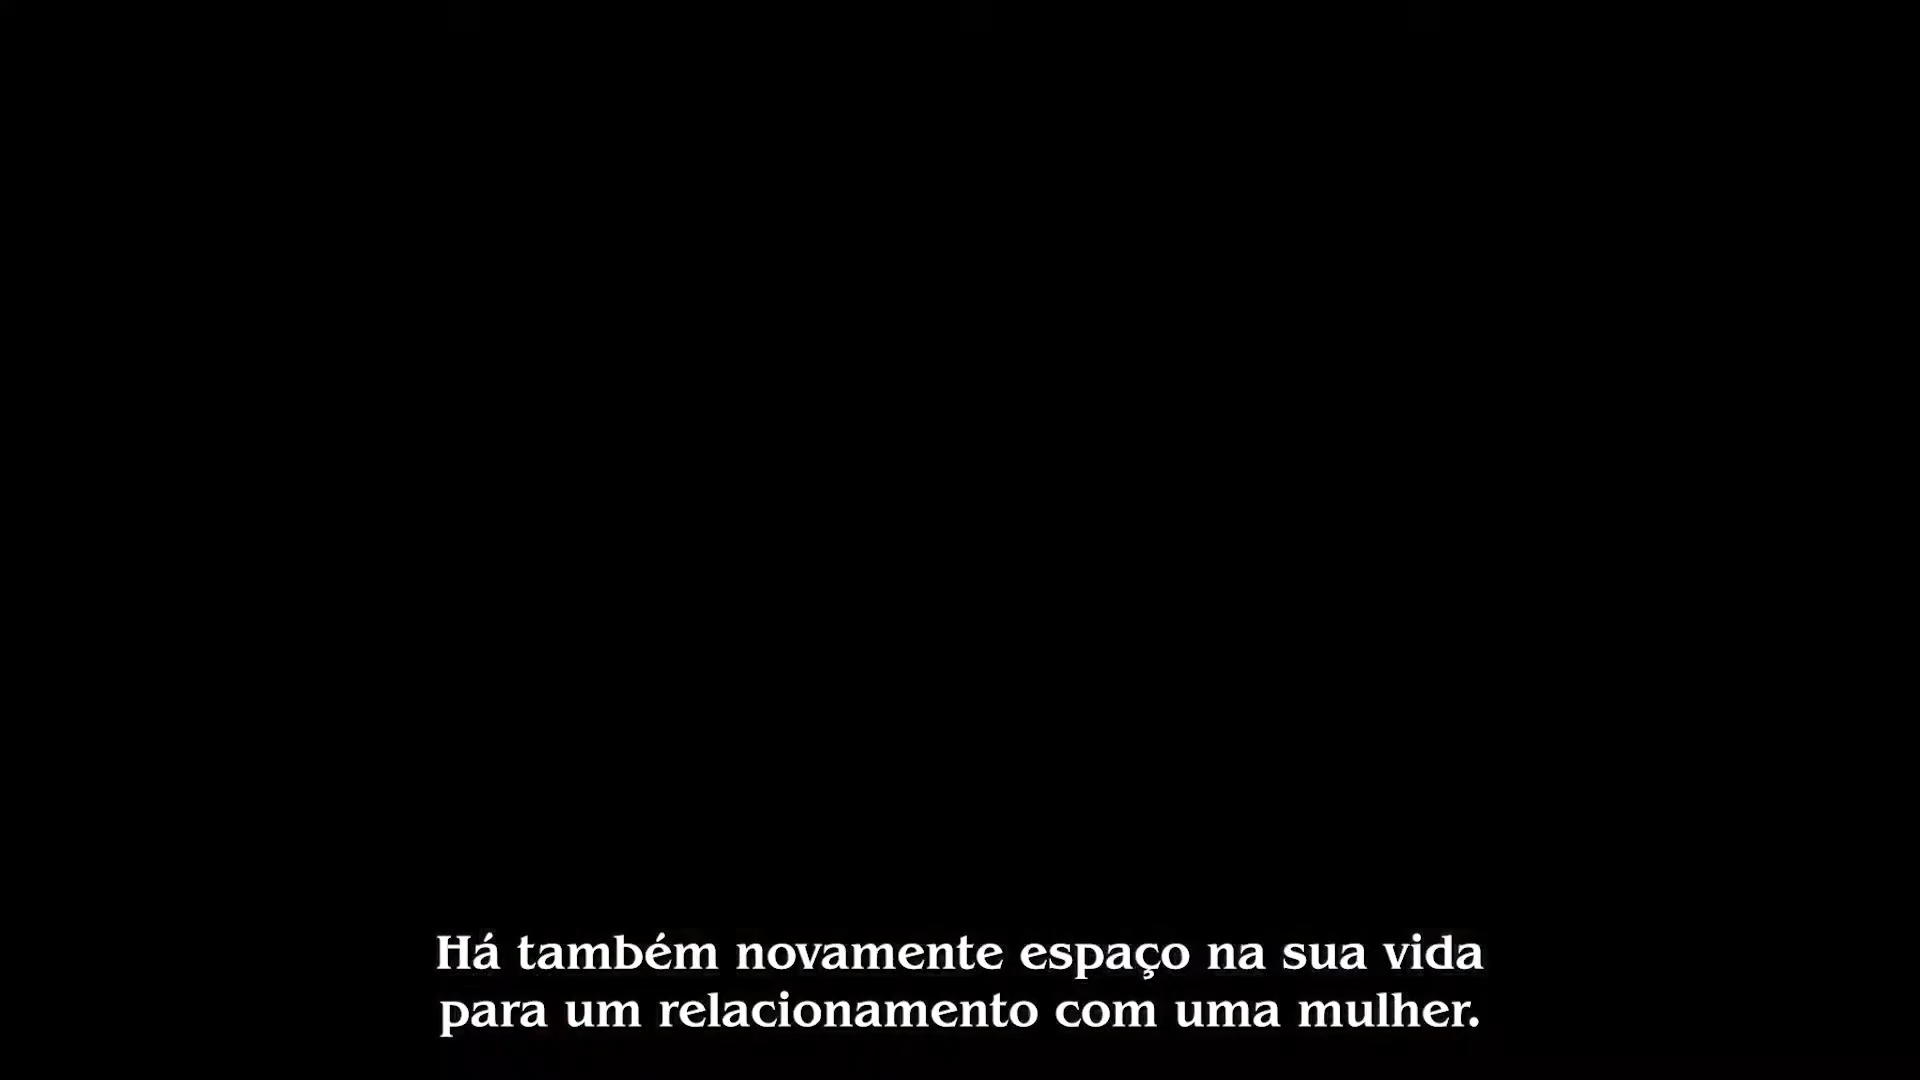 Há também novamente espaço na sua vida
para um relacionamento com uma mulher.